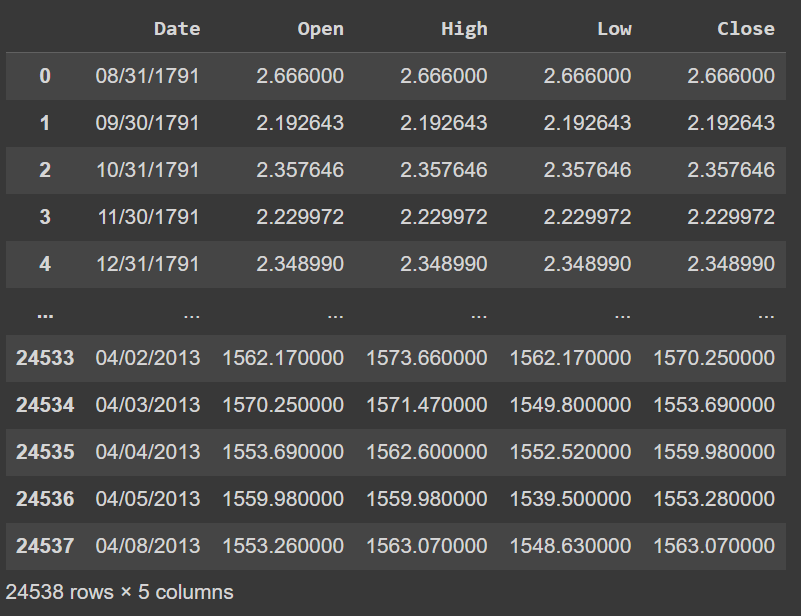 Date Open High Low Close
0 08/31/1791 2.666000 2.666000 2.666000 2.666000
1 09/30/1791 2.192643 2.192643 2.192643 2.192643
2 10/31/1791 2.357646 2.357646 2.357646 2.357646
3 11/30/1791 2.229972 2.229972 2.229972 2.229972
4 12/31/1791 2.348990 2.348990 2.348990 2.348990
... ... ... ... ... ...
24533 04/02/2013 1562.170000 1573.660000 1562.170000 1570.250000
24534 04/03/2013 1570.250000 1571.470000 1549.800000 1553.690000
24535 04/04/2013 1553.690000 1562.600000 1552.520000 1559.980000
24536 04/05/2013 1559.980000 1559.980000 1539.500000 1553.280000
24537 04/08/2013 1553.260000 1563.070000 1548.630000 1563.070000
24538 rows × 5 columns